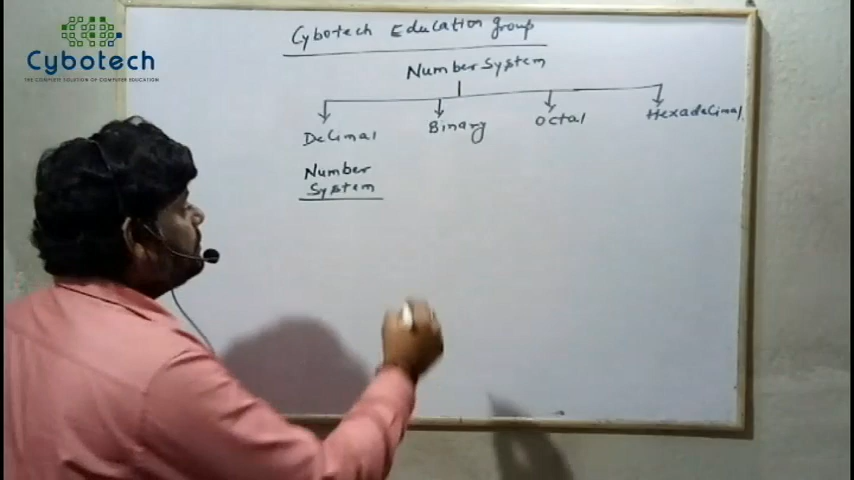 Cybotech
THE COMPLETE SOLUTION OF COMPUTER EDUCATION
Cybotech Education group
Number System
Decimal Binary Octal Hexadecimal
Number
System